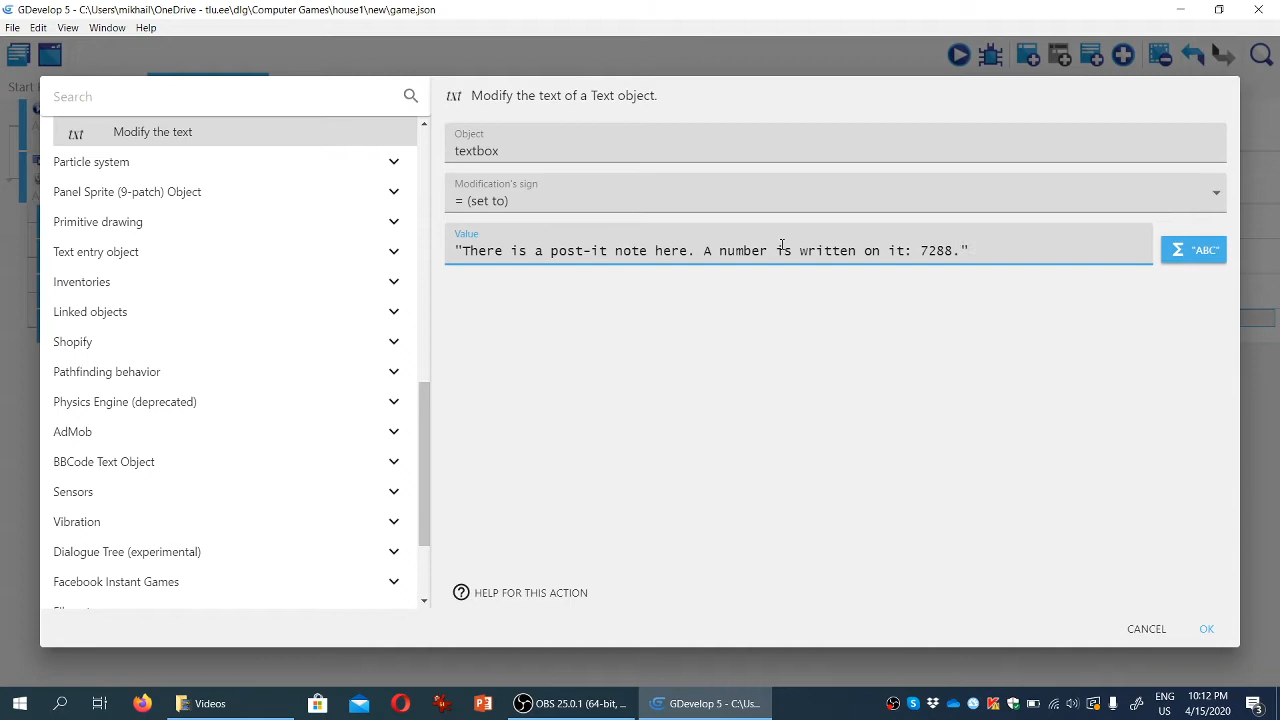 GDevelop 5 - C:\Users\mikhail\OneDrive - tlu.ee\dlg\Computer Games\house1\new\game.json
File Edit View Window Help
Start
Search
Modify the text of a Text object.
txt Modify the text
Object
textbox
Modification's sign
= (set to)
Value
"There is a post-it note here. A number is written on it: 7288."
Σ "ABC"
Particle system
Panel Sprite (9-patch) Object
Primitive drawing
Text entry object
Inventories
Linked objects
Shopify
Pathfinding behavior
Physics Engine (deprecated)
AdMob
BBCode Text Object
Sensors
Vibration
Dialogue Tree (experimental)
Facebook Instant Games
HELP FOR THIS ACTION
CANCEL OK
Videos
OBS 25.0.1 (64-bit, ...
GDevelop 5 - C:\Us...
ENG
US
10:12 PM
4/15/2020
3